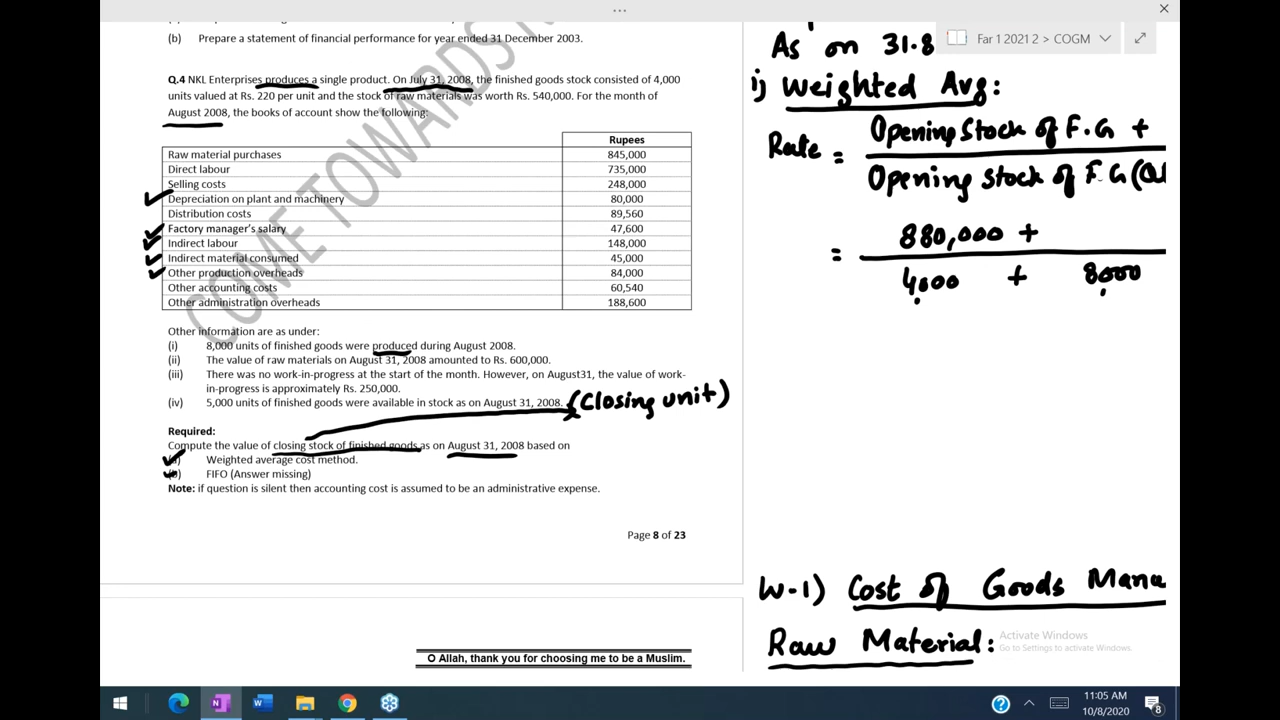 (b) Prepare a statement of financial performance for year ended 31 December 2003.
Q.4 NKL Enterprises produces a single product. On July 31, 2008, the finished goods stock consisted of 4,000
units valued at Rs. 220 per unit and the stock of raw materials was worth Rs. 540,000. For the month of
August 2008, the books of account show the following:
Rupees
Raw material purchases 845,000
Direct labour 735,000
Selling costs 248,000
Depreciation on plant and machinery 80,000
Distribution costs 89,560
Factory manager's salary 47,600
Indirect labour 148,000
Indirect material consumed 45,000
Other production overheads 84,000
Other accounting costs 60,540
Other administration overheads 188,600
COME TOWARDS
Other information are as under:
(i) 8,000 units of finished goods were produced during August 2008.
(ii) The value of raw materials on August 31, 2008 amounted to Rs. 600,000.
(iii) There was no work-in-progress at the start of the month. However, on August31, the value of work-
in-progress is approximately Rs. 250,000.
(iv) 5,000 units of finished goods were available in stock as on August 31, 2008. (Closing unit)
Required:
Compute the value of closing stock of finished goods as on August 31, 2008 based on
Weighted average cost method.
FIFO (Answer missing)
Note: if question is silent then accounting cost is assumed to be an administrative expense.
Page 8 of 23
O Allah, thank you for choosing me to be a Muslim.
As on 31.8
Far 1 2021 2 > COGM
i) Weighted Avg:
Rate = Opening Stock of F.G +
Opening stock of F.G (
= 880,000 +
4,000 + 8,000
W-1) Cost of Goods Manu
Raw Material:
Activate Windows
Go to Settings to activate Windows.
11:05 AM
10/8/2020
8